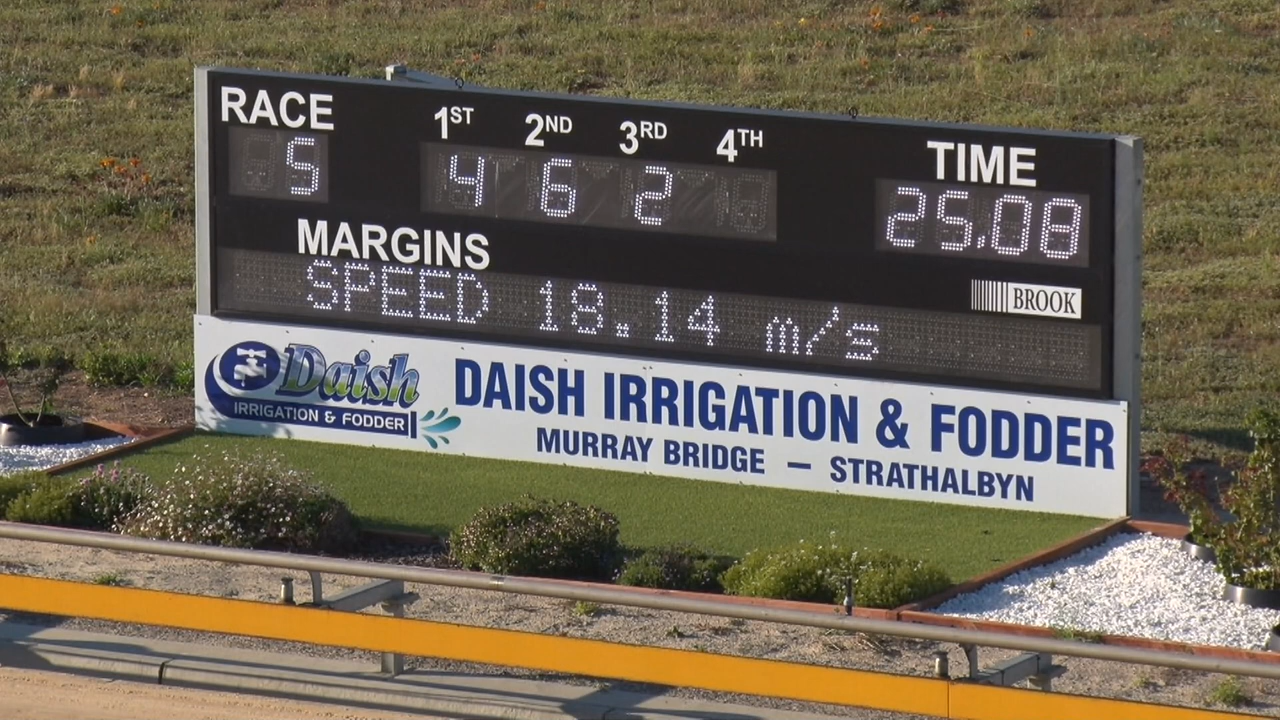 RACE 1ST 2ND 3RD 4TH TIME
5 4 6 2 25.08
MARGINS
SPEED 18.14 m/s
BROOK
Daish
IRRIGATION & FODDER
DAISH IRRIGATION & FODDER
MURRAY BRIDGE — STRATHALBYN